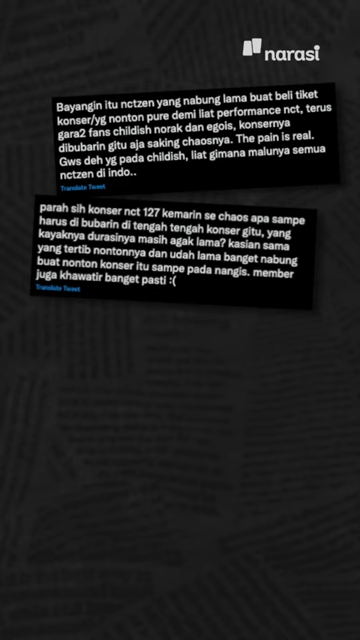 narasi
Bayangin itu nctzen yang nabung lama buat beli tiket
konser/yg nonton pure demi liat performance nct, terus
gara2 fans childish norak dan egois, konsernya
dibubarin gitu aja saking chaosnya. The pain is real.
Gws deh yg pada childish, liat gimana malunya semua
nctzen di indo..
Translate Tweet
parah sih konser nct 127 kemarin se chaos apa sampe
harus di bubarin di tengah tengah konser gitu, yang
kayaknya durasinya masih agak lama? kasian sama
yang tertib nontonnya dan udah lama banget nabung
buat nonton konser itu sampe pada nangis. member
juga khawatir banget pasti :(
Translate Tweet